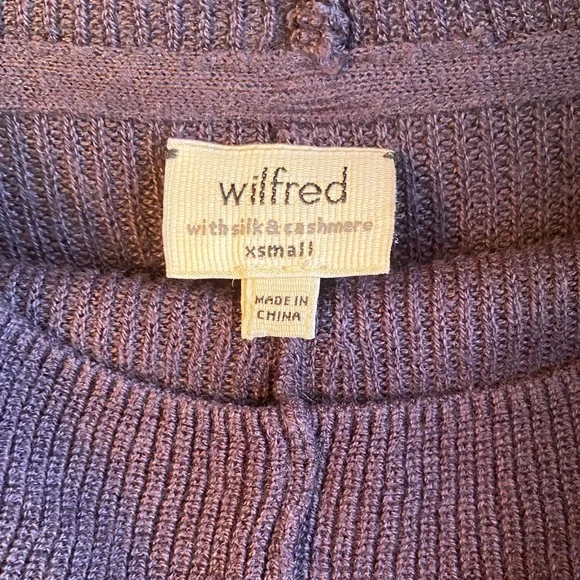 wilfred
with silk & cashmere
xsmall
MADE IN
CHINA